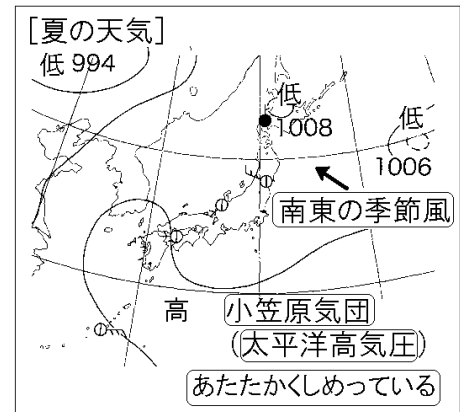 [夏の天気]
低 994
低
1008
低
1006
南東の季節風
高 小笠原気団
(太平洋高気圧)
あたたかくしめっている